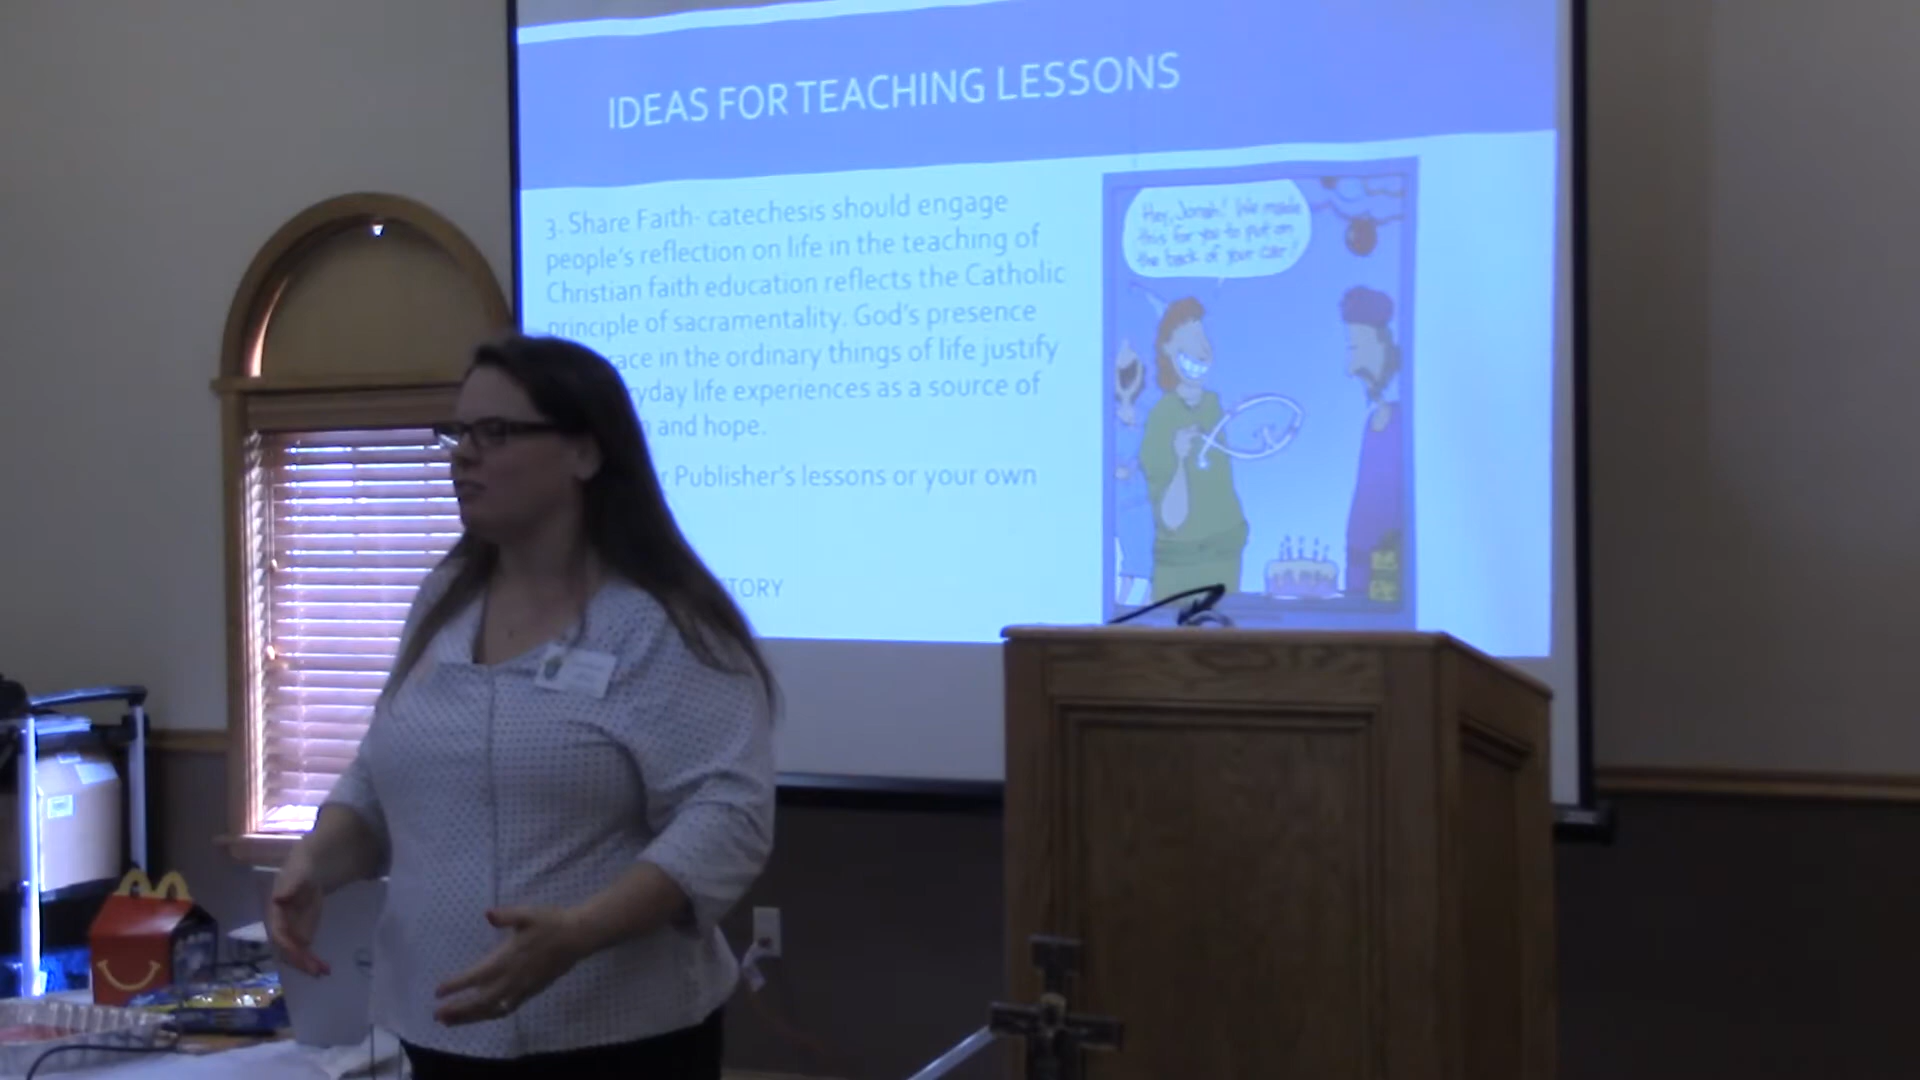 IDEAS FOR TEACHING LESSONS
3. Share Faith- catechesis should engage
people's reflection on life in the teaching of
Christian faith education reflects the Catholic
principle of sacramentality. God's presence
ace in the ordinary things of life justify
yday life experiences as a source of
and hope.
r Publisher's lessons or your own
TORY
Hey, Jonah! We made
this for you to put on
the back of your car!